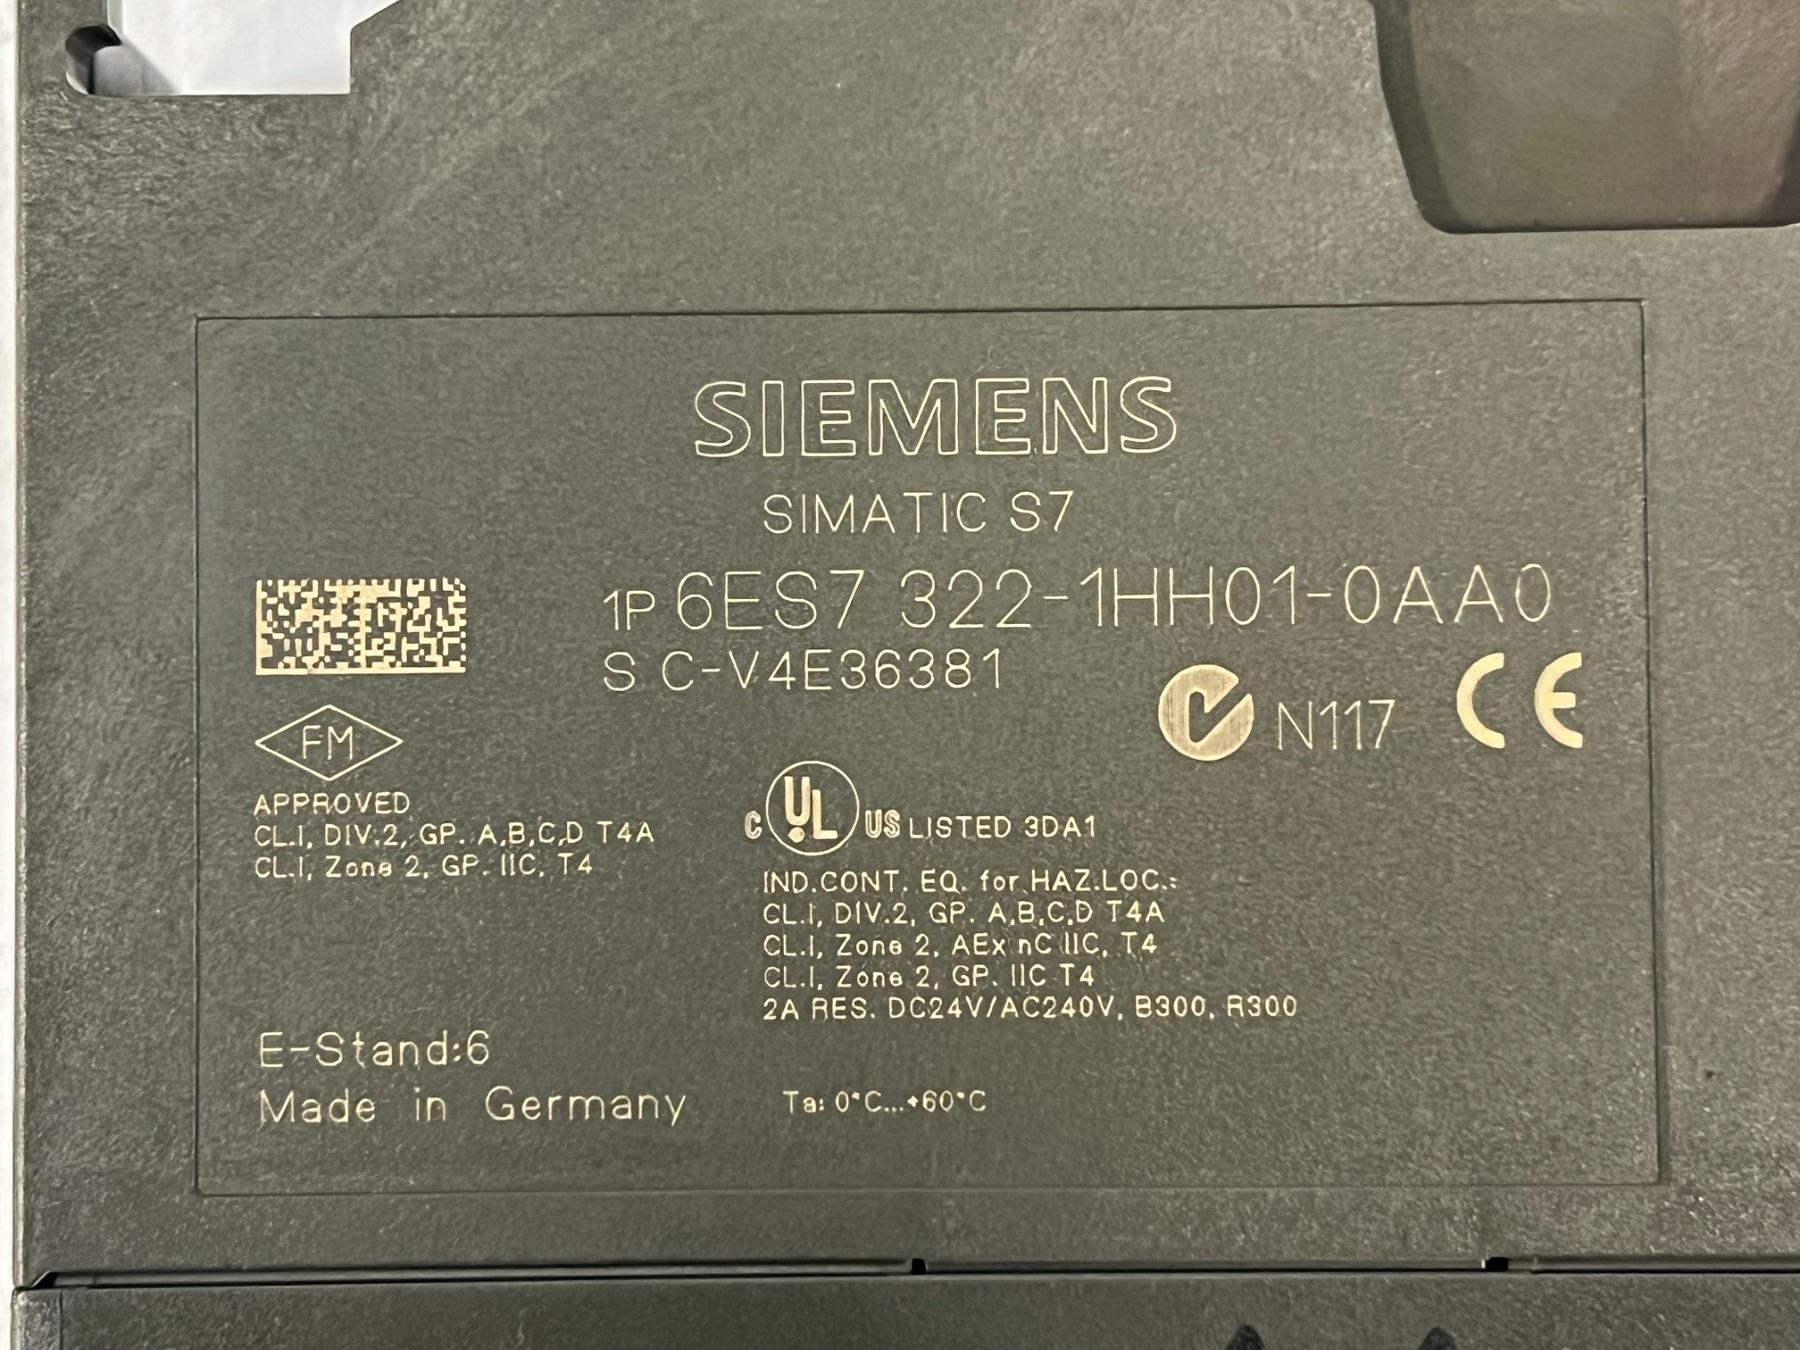 SIEMENS
SIMATIC S7
1P 6ES7 322-1HH01-0AA0
S C-V4E36381
N117 CE
FM
APPROVED
CL.I, DIV.2, GP. A,B,C,D T4A
CL.I, Zone 2, GP. IIC, T4
C UL US LISTED 3DA1
IND.CONT. EQ. for HAZ.LOC.:
CL.I, DIV.2, GP. A,B,C,D T4A
CL.I, Zone 2, AEx nC IIC, T4
CL.I, Zone 2, GP. IIC T4
2A RES. DC24V/AC240V, B300, R300
E-Stand:6
Made in Germany
Ta: 0°C...+60°C